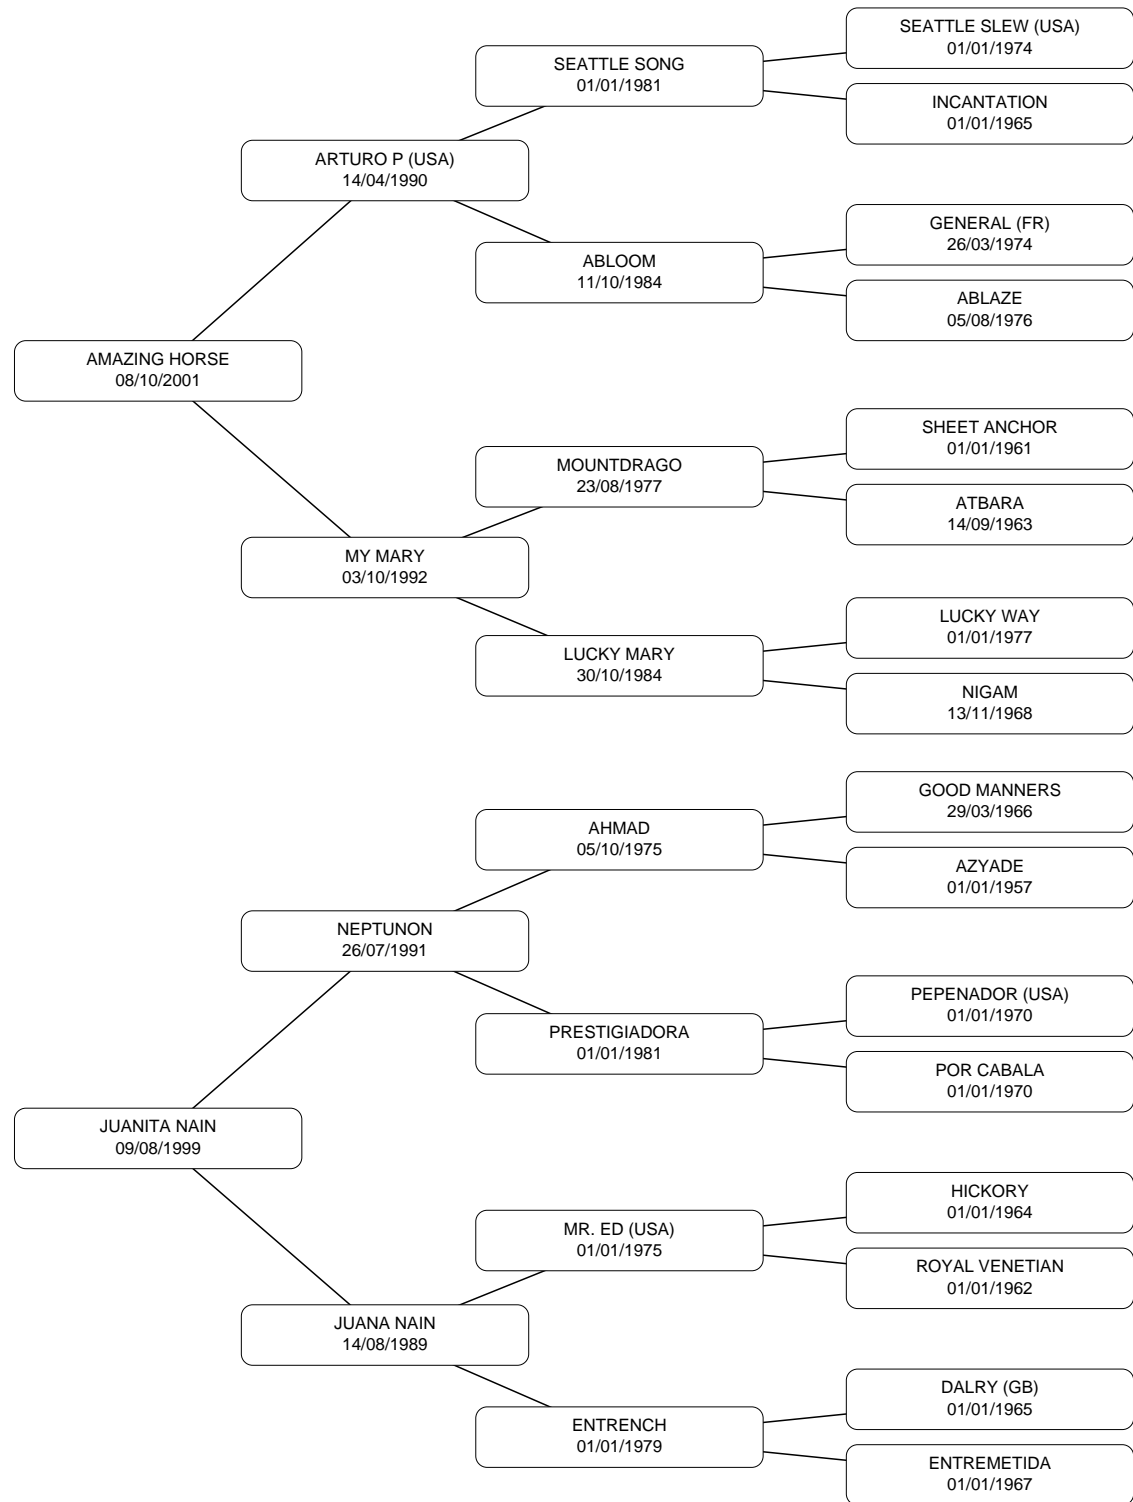 SEATTLE SLEW (USA)
01/01/1974
SEATTLE SONG
01/01/1981
INCANTATION
01/01/1965
ARTURO P (USA)
14/04/1990
GENERAL (FR)
26/03/1974
ABLOOM
11/10/1984
ABLAZE
05/08/1976
AMAZING HORSE
08/10/2001
SHEET ANCHOR
01/01/1961
MOUNTDRAGO
23/08/1977
ATBARA
14/09/1963
MY MARY
03/10/1992
LUCKY WAY
01/01/1977
LUCKY MARY
30/10/1984
NIGAM
13/11/1968
GOOD MANNERS
29/03/1966
AHMAD
05/10/1975
AZYADE
01/01/1957
NEPTUNON
26/07/1991
PEPENADOR (USA)
01/01/1970
PRESTIGIADORA
01/01/1981
POR CABALA
01/01/1970
JUANITA NAIN
09/08/1999
HICKORY
01/01/1964
MR. ED (USA)
01/01/1975
ROYAL VENETIAN
01/01/1962
JUANA NAIN
14/08/1989
DALRY (GB)
01/01/1965
ENTRENCH
01/01/1979
ENTREMETIDA
01/01/1967